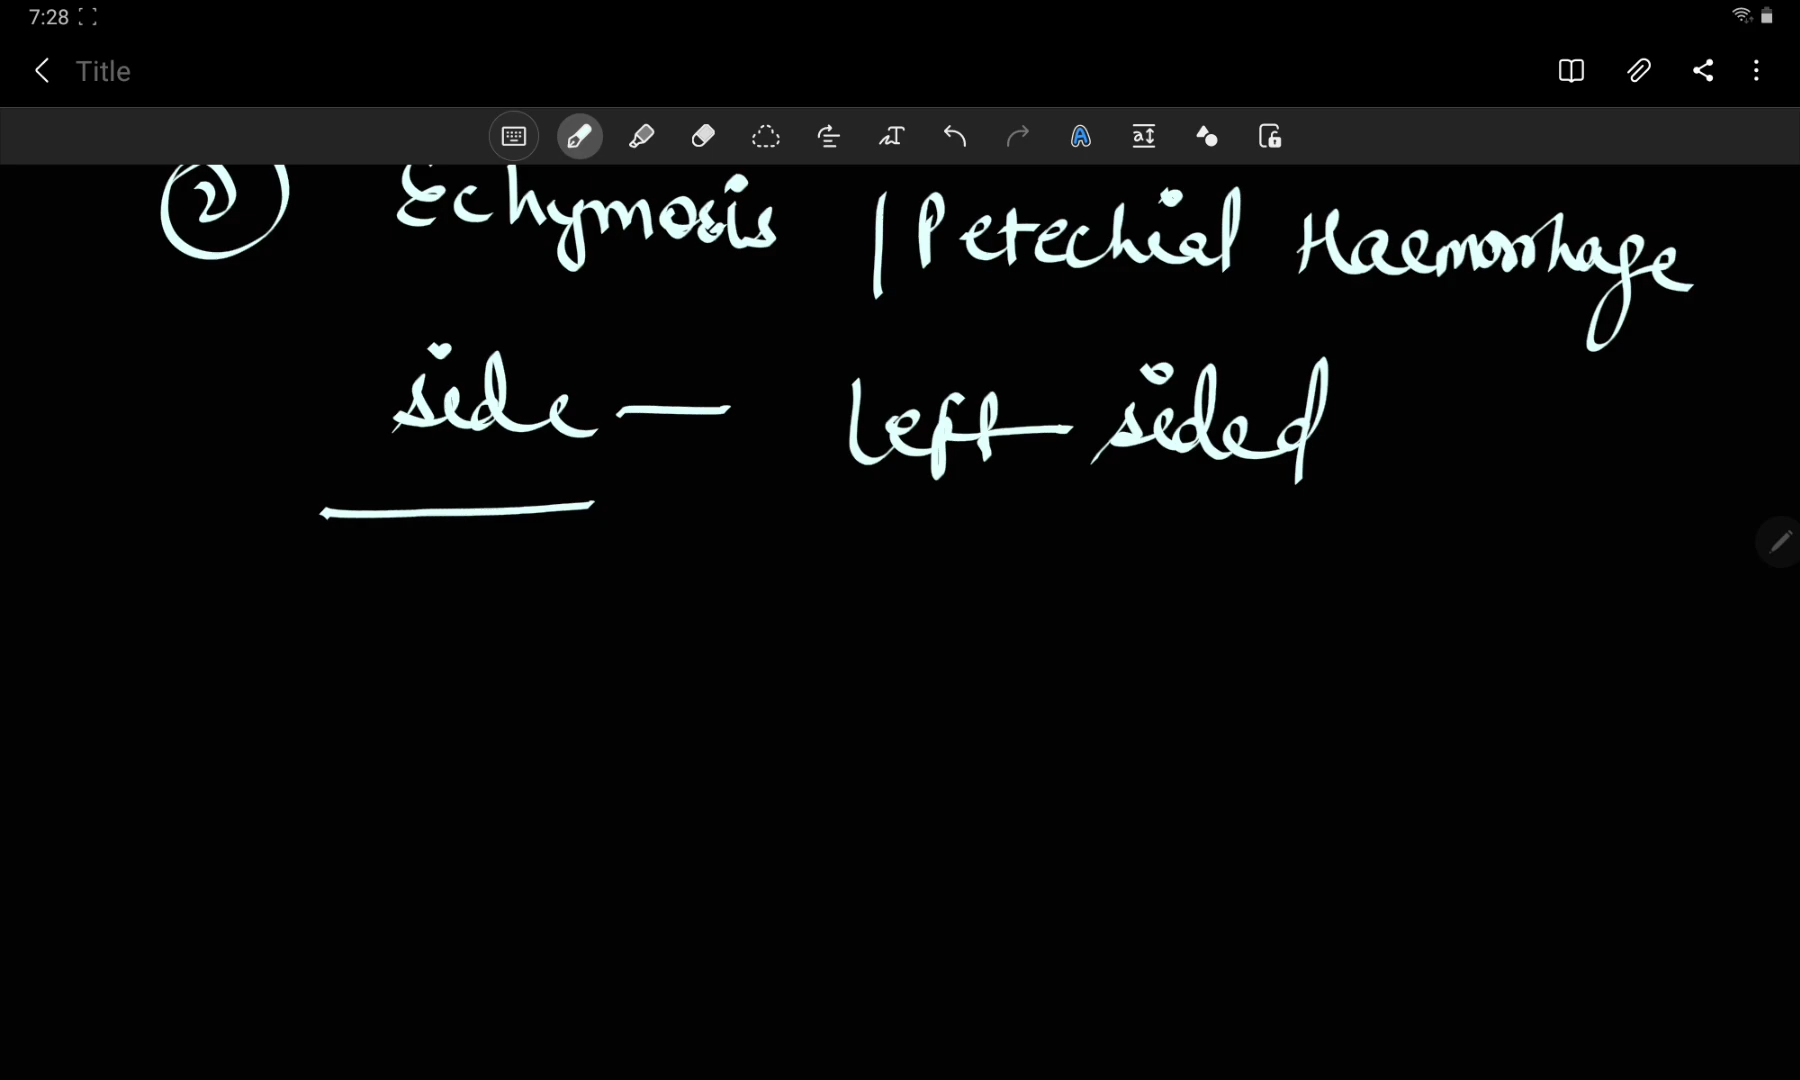 7:28
Title
2 Echymosis | Petechial Haemorrhage
side — left sided